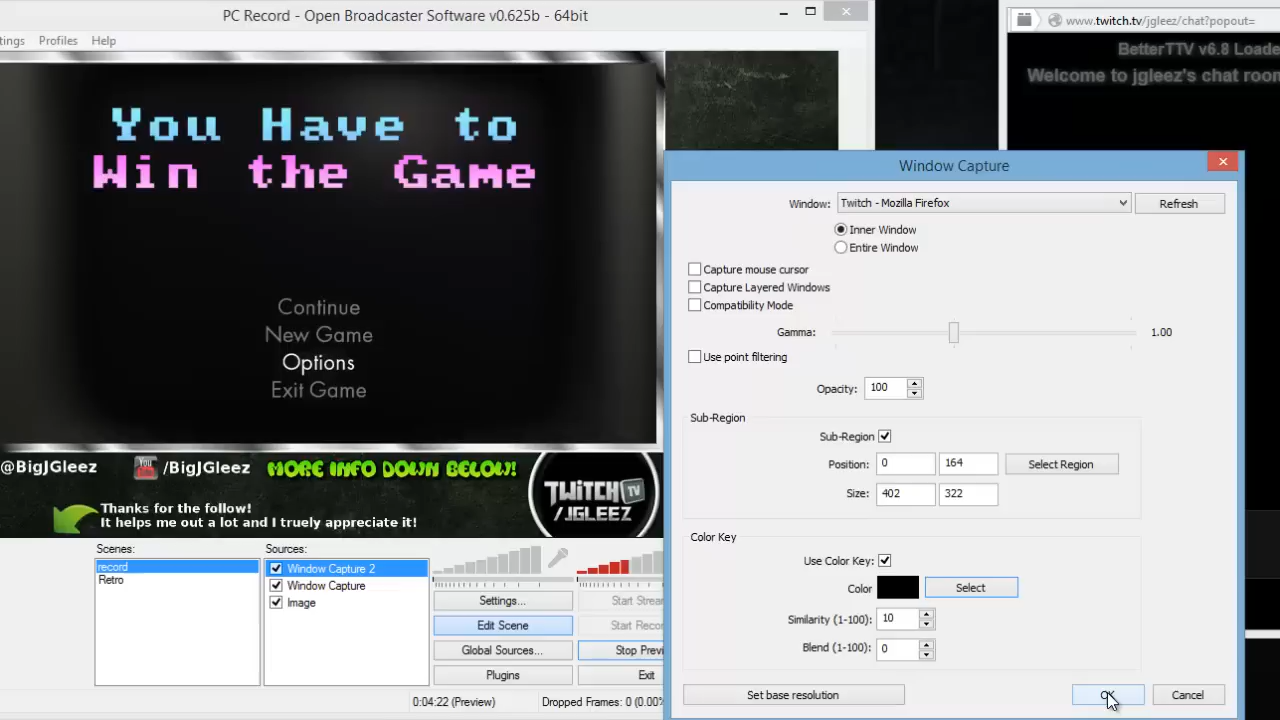 PC Record - Open Broadcaster Software v0.625b - 64bit
www.twitch.tv/jgleez/chat?popout=
tings Profiles Help
BetterTTV v6.8 Loade
Welcome to jgleez's chat room
You Have to
Win the Game
Continue
New Game
Options
Exit Game
@BigJGleez
You Tube
/BigJGleez
MORE INFO DOWN BELOW!
TWITCH TV
/JGLEEZ
Thanks for the follow!
It helps me out a lot and I truely appreciate it!
Scenes:
record
Retro
Sources:
Window Capture 2
Window Capture
Image
Settings...
Start Strea
Edit Scene
Start Reco
Global Sources...
Stop Previ
Plugins
Exit
0:04:22 (Preview)
Dropped Frames: 0 (0.00%
Window Capture
Window: Twitch - Mozilla Firefox Refresh
Inner Window
Entire Window
Capture mouse cursor
Capture Layered Windows
Compatibility Mode
Gamma: 1.00
Use point filtering
Opacity: 100
Sub-Region
Sub-Region
Position: 0 164 Select Region
Size: 402 322
Color Key
Use Color Key:
Color Select
Similarity (1-100): 10
Blend (1-100): 0
Set base resolution OK Cancel